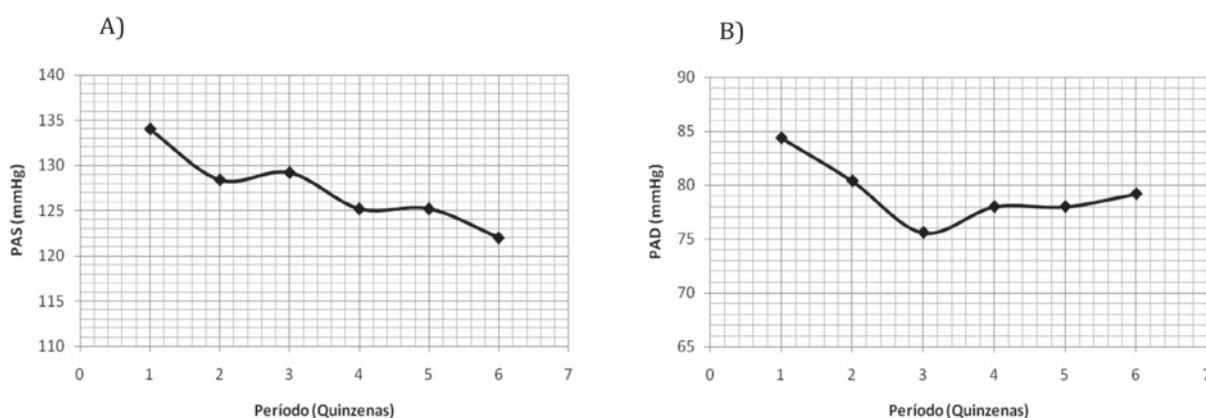 A)
PAS (mmHg)
140
135
130
125
120
115
110
0 1 2 3 4 5 6 7
Período (Quinzenas)
B)
PAD (mmHg)
90
85
80
75
70
65
0 1 2 3 4 5 6 7
Período (Quinzenas)